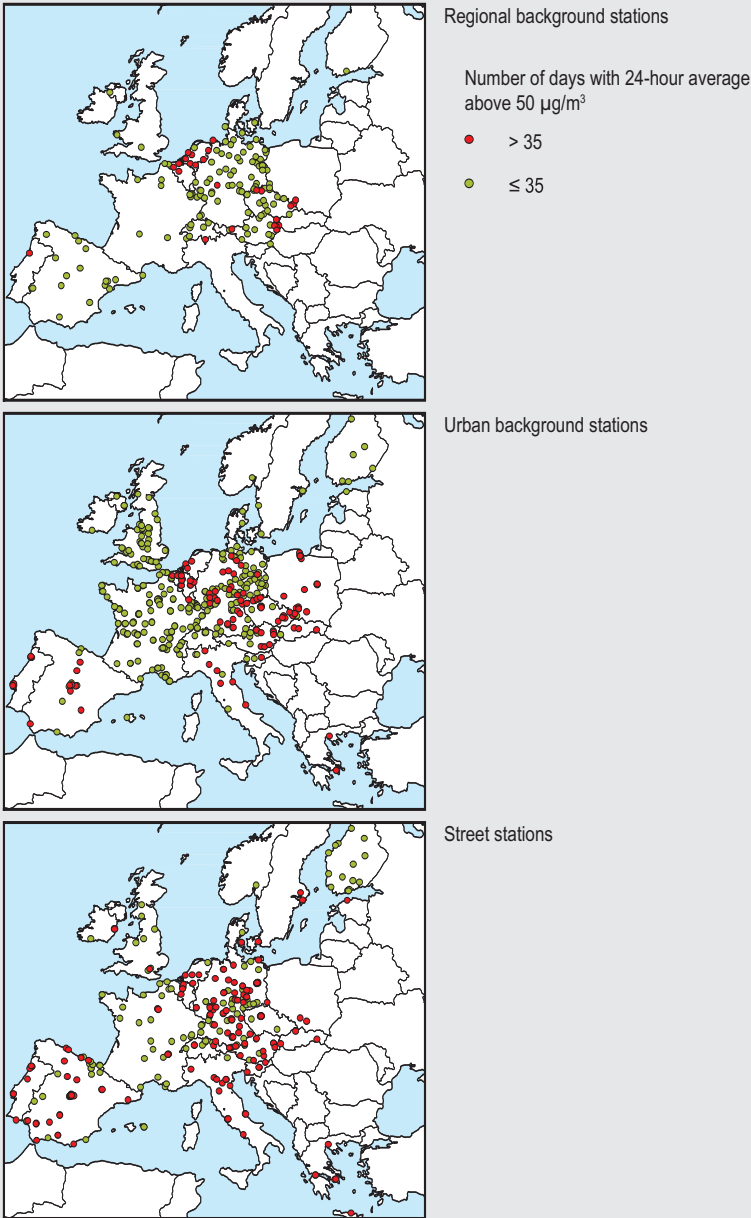 Regional background stations
Number of days with 24-hour average
above 50 µg/m³
> 35
≤ 35
Urban background stations
Street stations